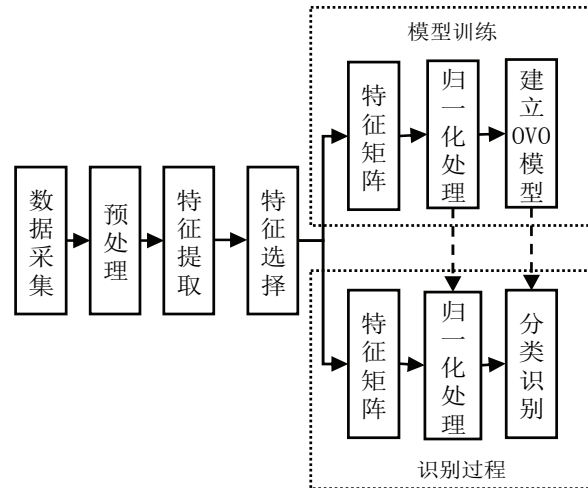 模型训练
特征矩阵
归一化处理
建立OVO模型
数据采集
预处理
特征提取
特征选择
特征矩阵
归一化处理
分类识别
识别过程